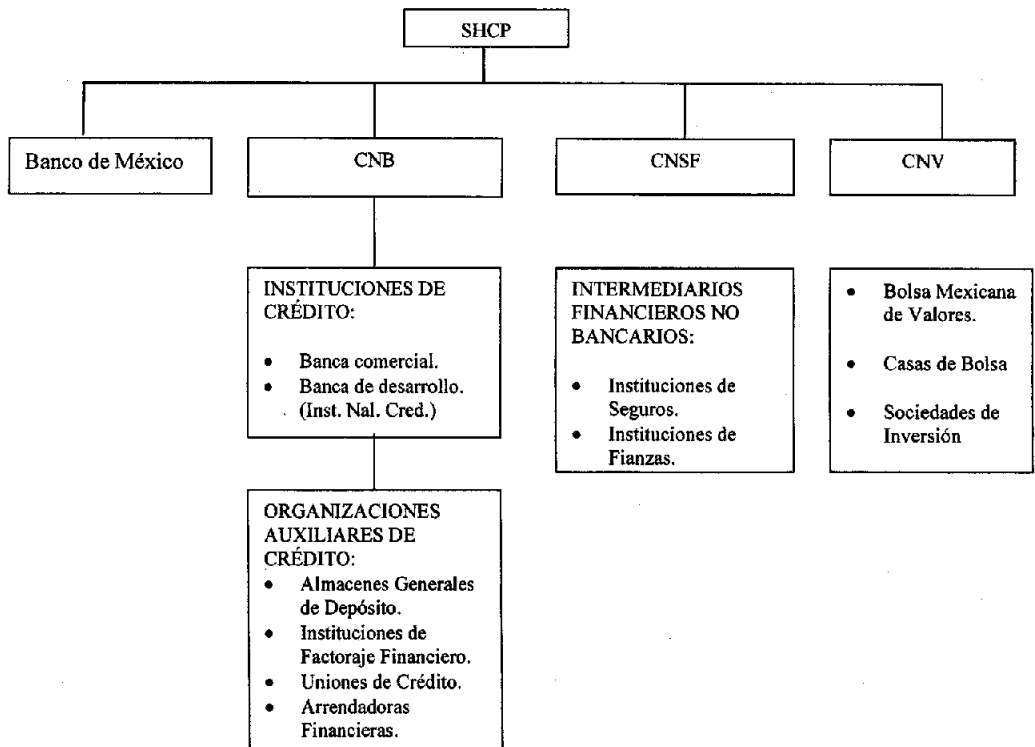 SHCP
Banco de México
CNB
CNSF
CNV
INSTITUCIONES DE
CRÉDITO:
• Banca comercial.
• Banca de desarrollo.
(Inst. Nal. Cred.)
INTERMEDIARIOS
FINANCIEROS NO
BANCARIOS:
• Instituciones de
Seguros.
• Instituciones de
Fianzas.
• Bolsa Mexicana
de Valores.
• Casas de Bolsa
• Sociedades de
Inversión
ORGANIZACIONES
AUXILIARES DE
CRÉDITO:
• Almacenes Generales
de Depósito.
• Instituciones de
Factoraje Financiero.
• Uniones de Crédito.
• Arrendadoras
Financieras.